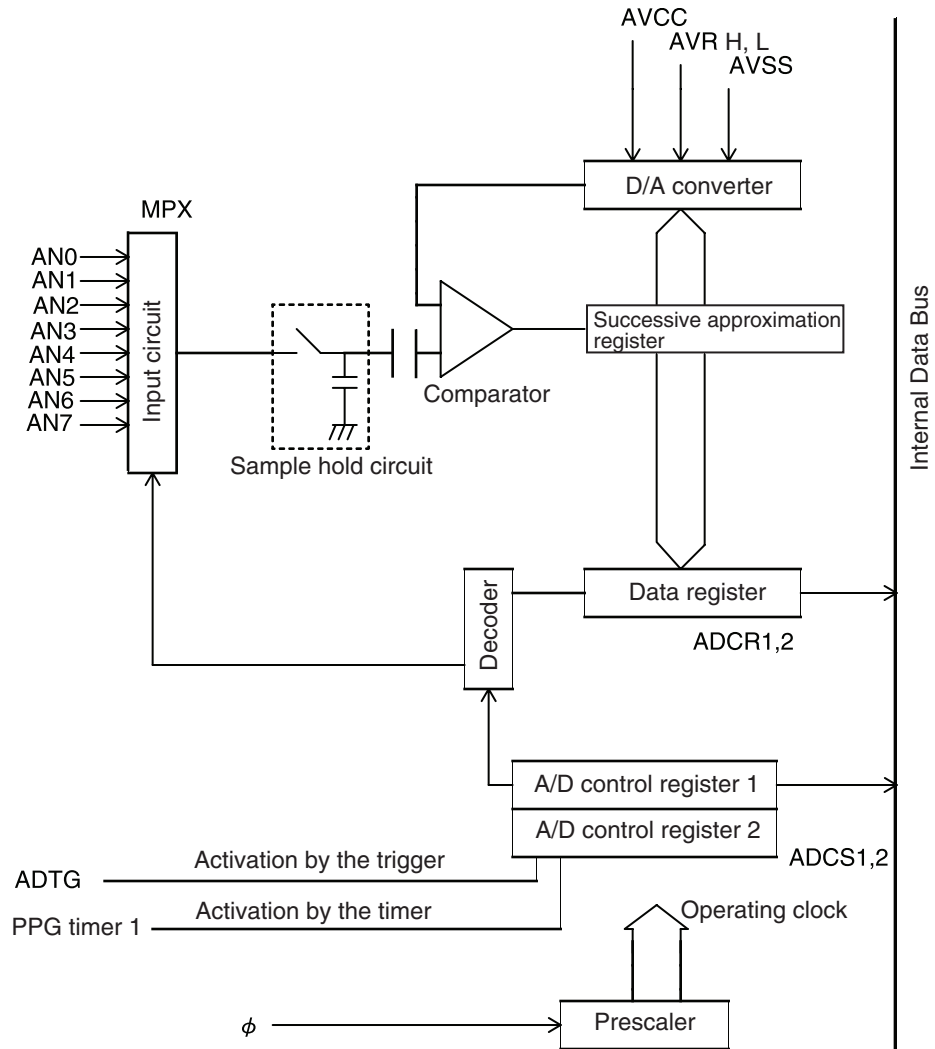 AVCC
AVR H, L
AVSS
D/A converter
MPX
AN0
AN1
AN2
AN3
AN4
AN5
AN6
AN7
Input circuit
Sample hold circuit
Comparator
Successive approximation
register
Internal Data Bus
Decoder
Data register
ADCR1,2
A/D control register 1
A/D control register 2
ADCS1,2
ADTG
Activation by the trigger
PPG timer 1
Activation by the timer
Operating clock
ϕ
Prescaler